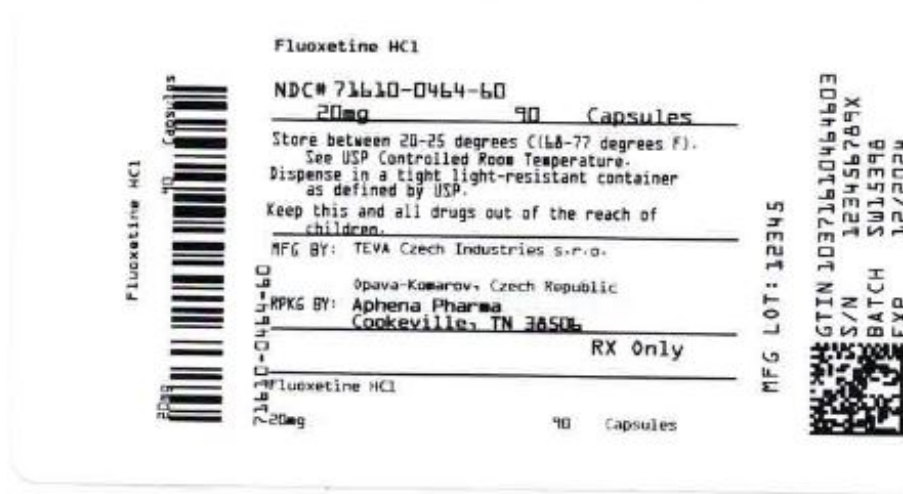 Fluoxetine HCl
NDC# 71610-0464-60
20mg 90 Capsules
Store between 20-25 degrees C(68-77 degrees F).
See USP Controlled Room Temperature.
Dispense in a tight light-resistant container
as defined by USP.
Keep this and all drugs out of the reach of
children.
MFG BY: TEVA Czech Industries s.r.o.
Opava-Komarov, Czech Republic
RPKG BY: Aphena Pharma
Cookeville, TN 38506
RX Only
Fluoxetine HCl
20mg 90 Capsules
Fluoxetine HCl
20mg 90 Capsules
71610-0464-60
MFG LOT: 12345
GTIN 10371610464603
S/N 123456789X
BATCH SW15398
EXP 12/2024